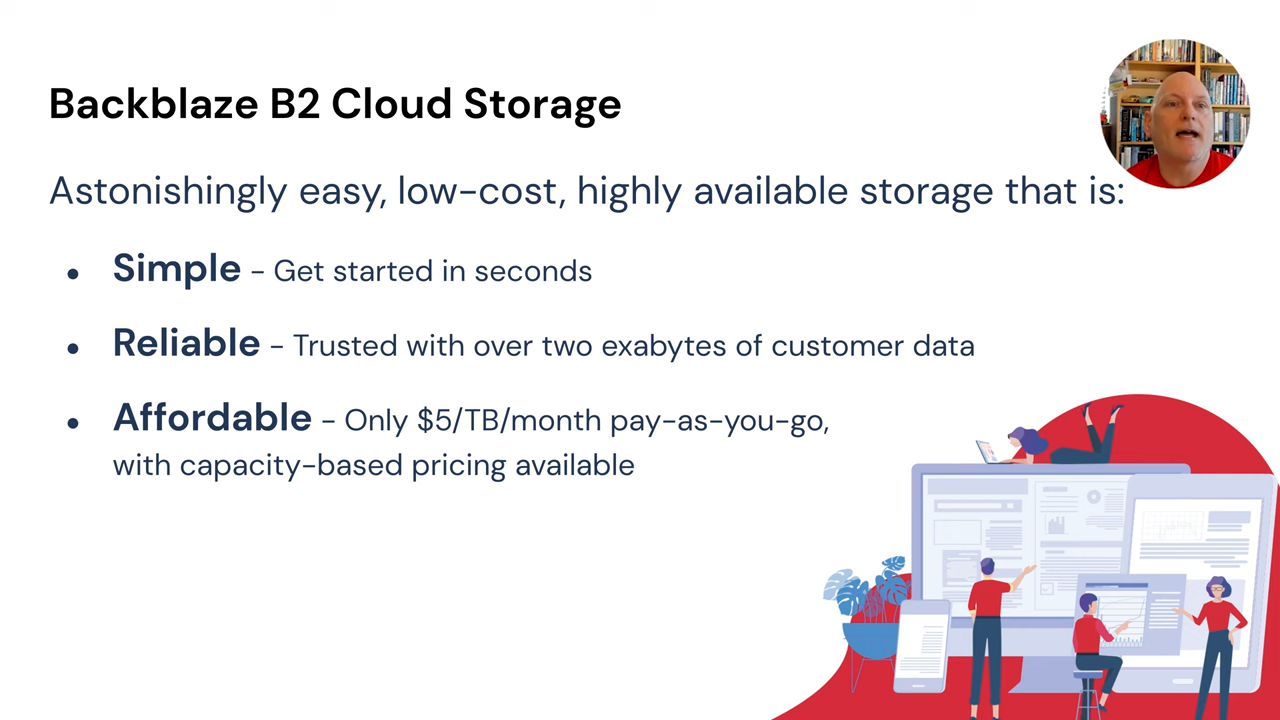 Backblaze B2 Cloud Storage
Astonishingly easy, low-cost, highly available storage that is:
● Simple - Get started in seconds
● Reliable - Trusted with over two exabytes of customer data
● Affordable - Only $5/TB/month pay-as-you-go,
with capacity-based pricing available